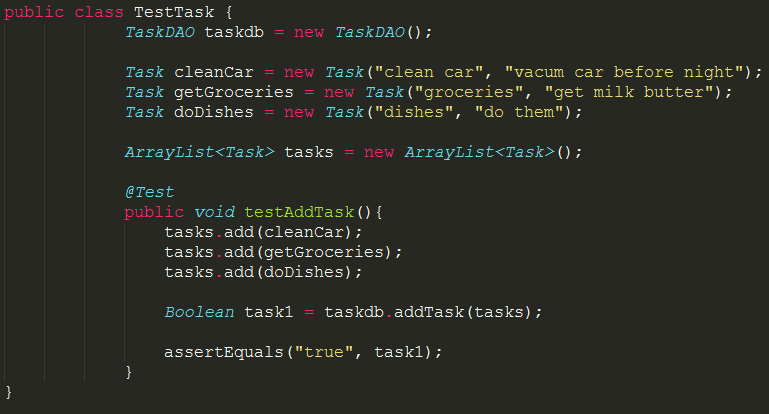 public class TestTask {
TaskDAO taskdb = new TaskDAO();
Task cleanCar = new Task("clean car", "vacum car before night");
Task getGroceries = new Task("groceries", "get milk butter");
Task doDishes = new Task("dishes", "do them");
ArrayList<Task> tasks = new ArrayList<Task>();
@Test
public void testAddTask(){
tasks.add(cleanCar);
tasks.add(getGroceries);
tasks.add(doDishes);
Boolean task1 = taskdb.addTask(tasks);
assertEquals("true", task1);
}
}